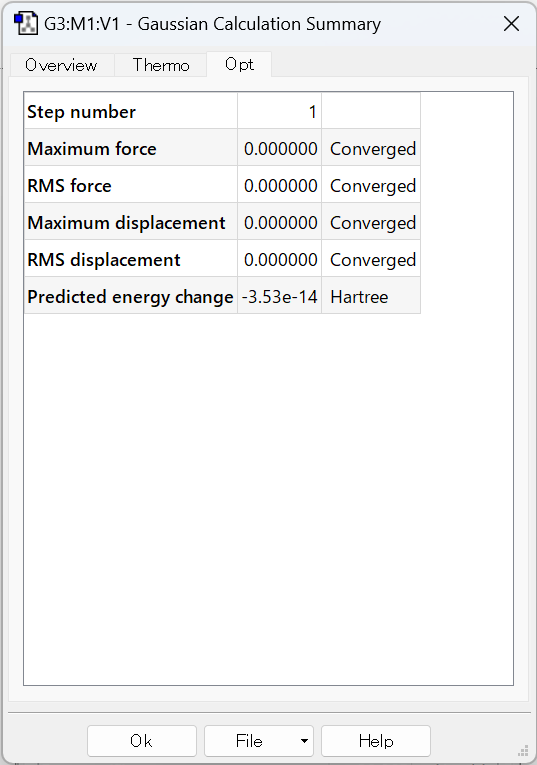 G3:M1:V1 - Gaussian Calculation Summary
Overview Thermo Opt
Step number 1
Maximum force 0.000000 Converged
RMS force 0.000000 Converged
Maximum displacement 0.000000 Converged
RMS displacement 0.000000 Converged
Predicted energy change -3.53e-14 Hartree
Ok File Help